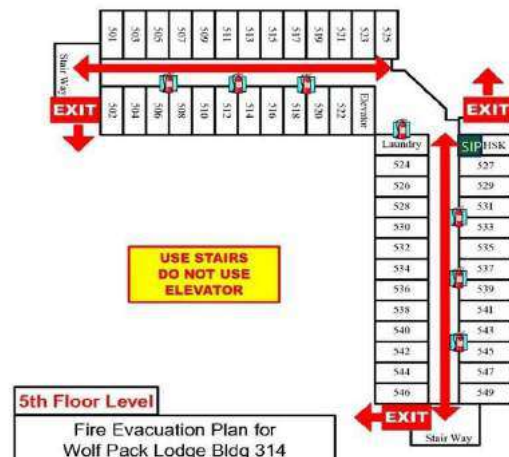 501 503 505 507 509 511 513 515 517 519 521 523 525
Stair Way
EXIT
502 504 506 508 510 512 514 516 518 520 522 Elevator
EXIT
Laundry
SIP HSK
524 527
526 529
528 531
530 533
532 535
534 537
536 539
538 541
540 543
542 545
544 547
546 549
EXIT
Stair Way
USE STAIRS
DO NOT USE
ELEVATOR
5th Floor Level
Fire Evacuation Plan for
Wolf Pack Lodge Bldg 314